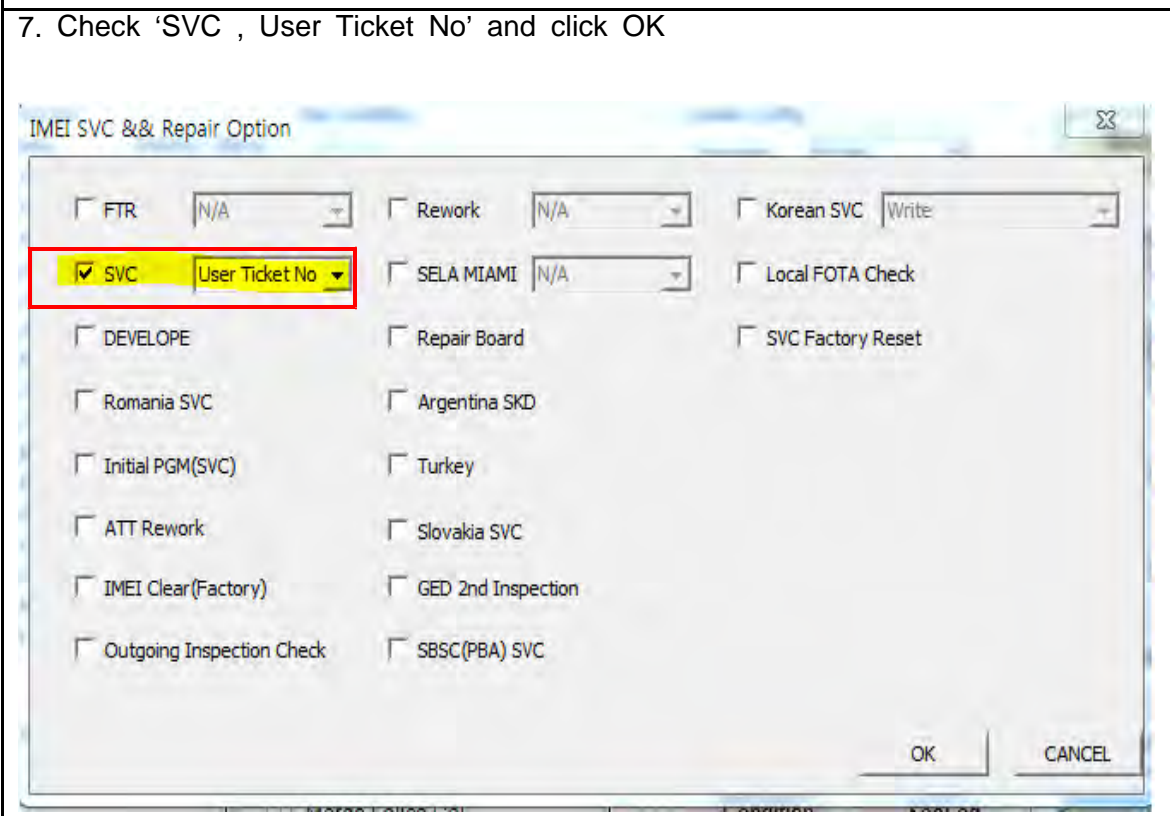 7. Check ‘SVC , User Ticket No’ and click OK
IMEI SVC && Repair Option
FTR N/A Rework N/A Korean SVC Write
SVC User Ticket No SELA MIAMI N/A Local FOTA Check
DEVELOPE Repair Board SVC Factory Reset
Romania SVC Argentina SKD
Initial PGM(SVC) Turkey
ATT Rework Slovakia SVC
IMEI Clear(Factory) GED 2nd Inspection
Outgoing Inspection Check SBSC(PBA) SVC
OK CANCEL